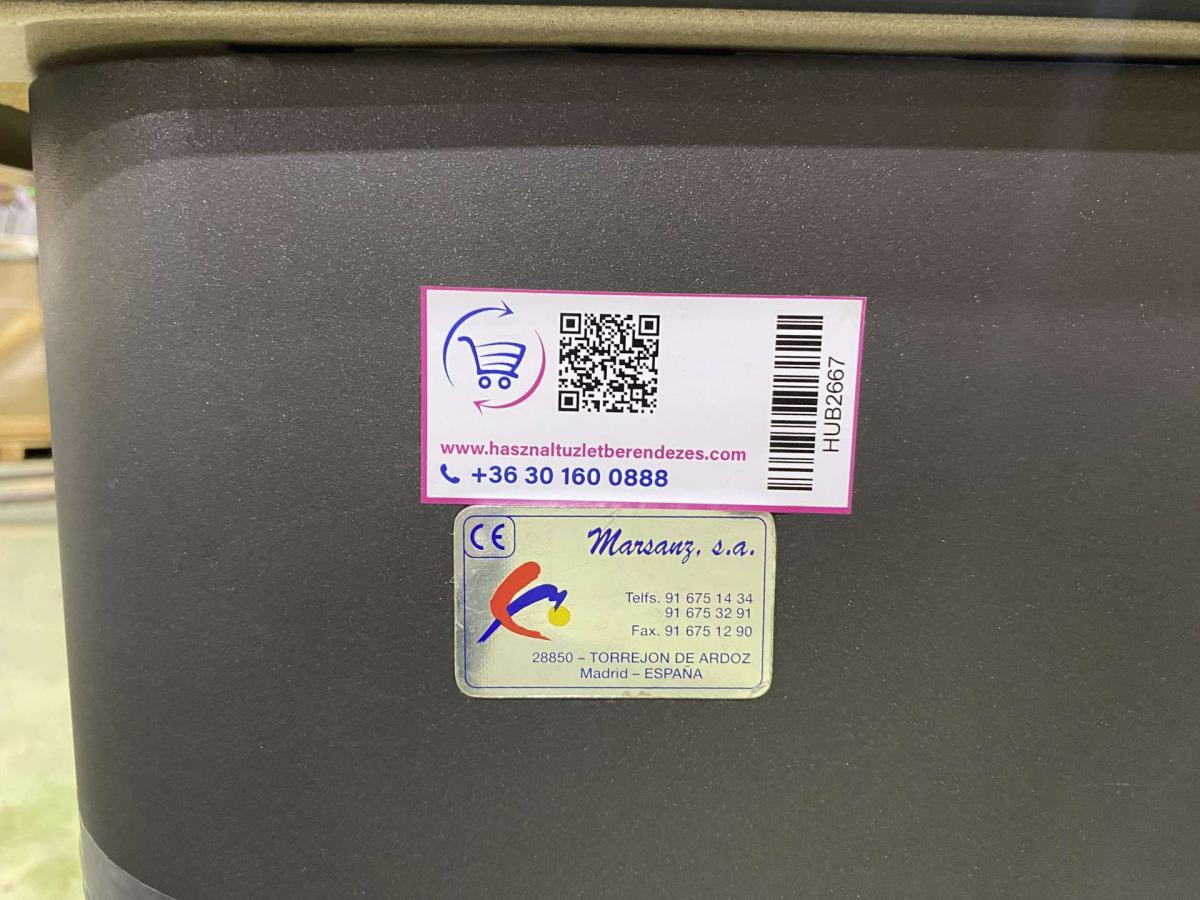 www.hasznaltuzletberendezes.com
+36 30 160 0888
HUB2667
CE
Marsanz, s.a.
Telfs. 91 675 14 34
91 675 32 91
Fax. 91 675 12 90
28850 – TORREJON DE ARDOZ
Madrid – ESPAÑA